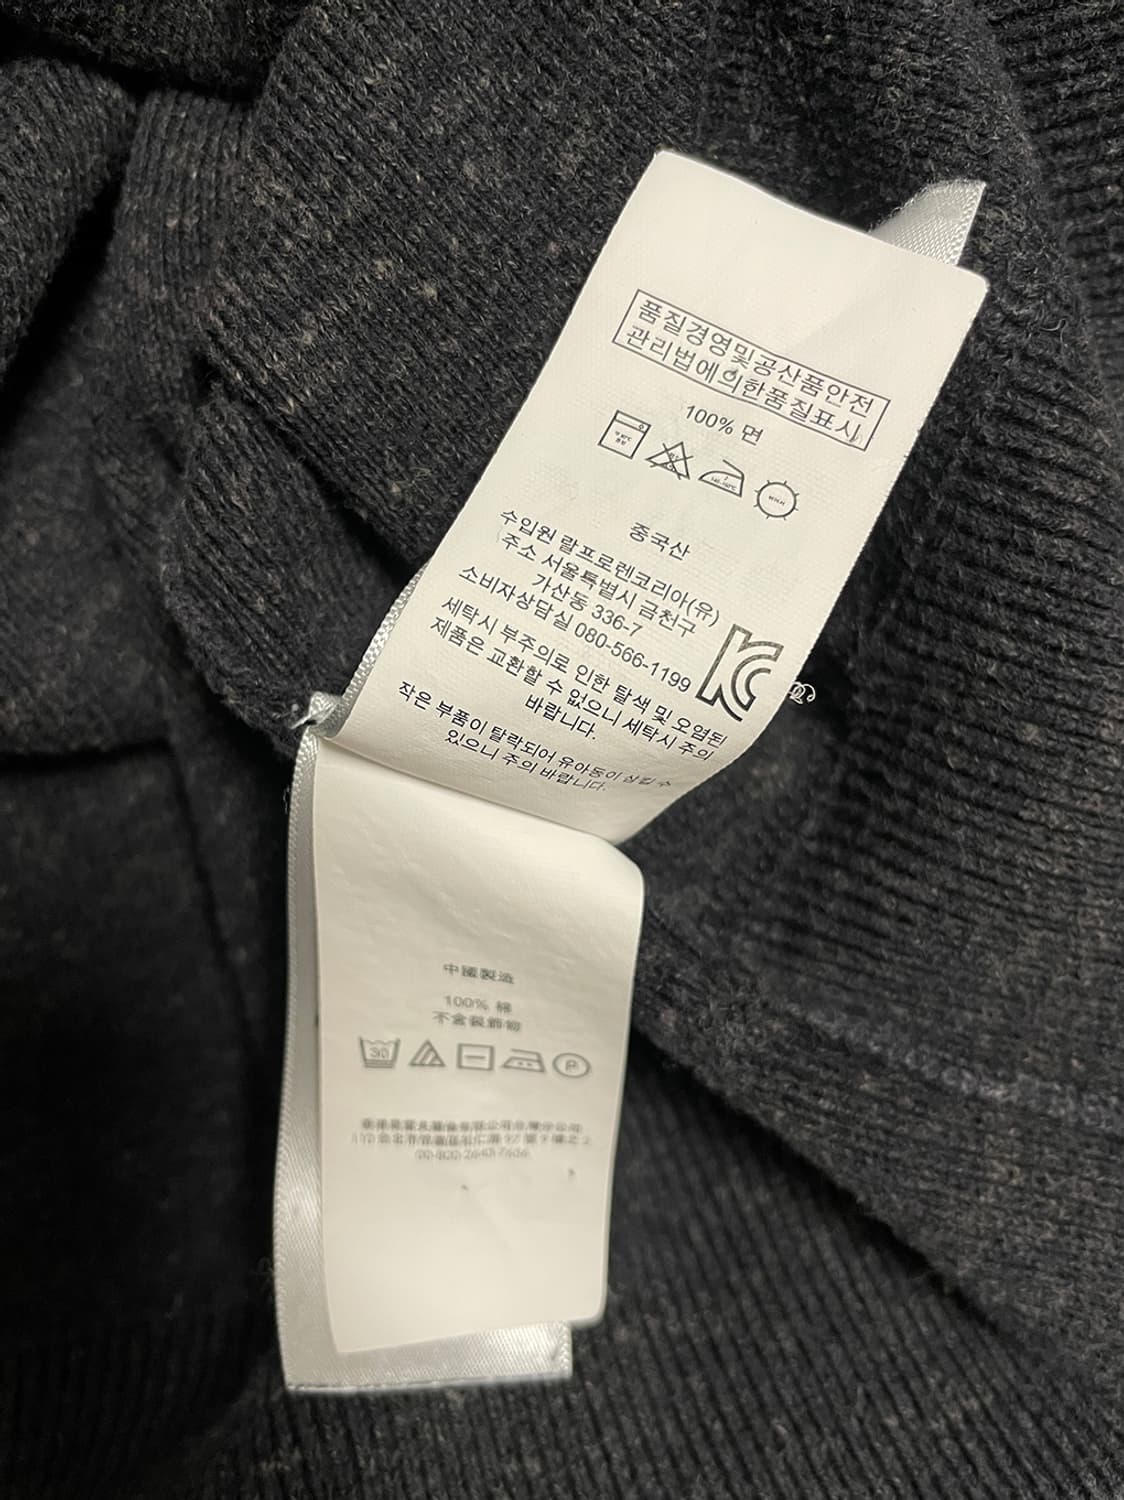 품질경영및공산품안전
관리법에의한품질표시
100% 면
중국산
수입원 랄프로렌코리아(유)
주소 서울특별시 금천구
가산동 336-7
소비자상담실 080-566-1199
세탁시 부주의로 인한 탈색 및 오염된
제품은 교환할 수 없으니 세탁시 주의
바랍니다.
작은 부품이 탈락되어 유아동이 삼킬 수
있으니 주의 바랍니다.
中國製造
100% 棉
不含裝飾物
30
P